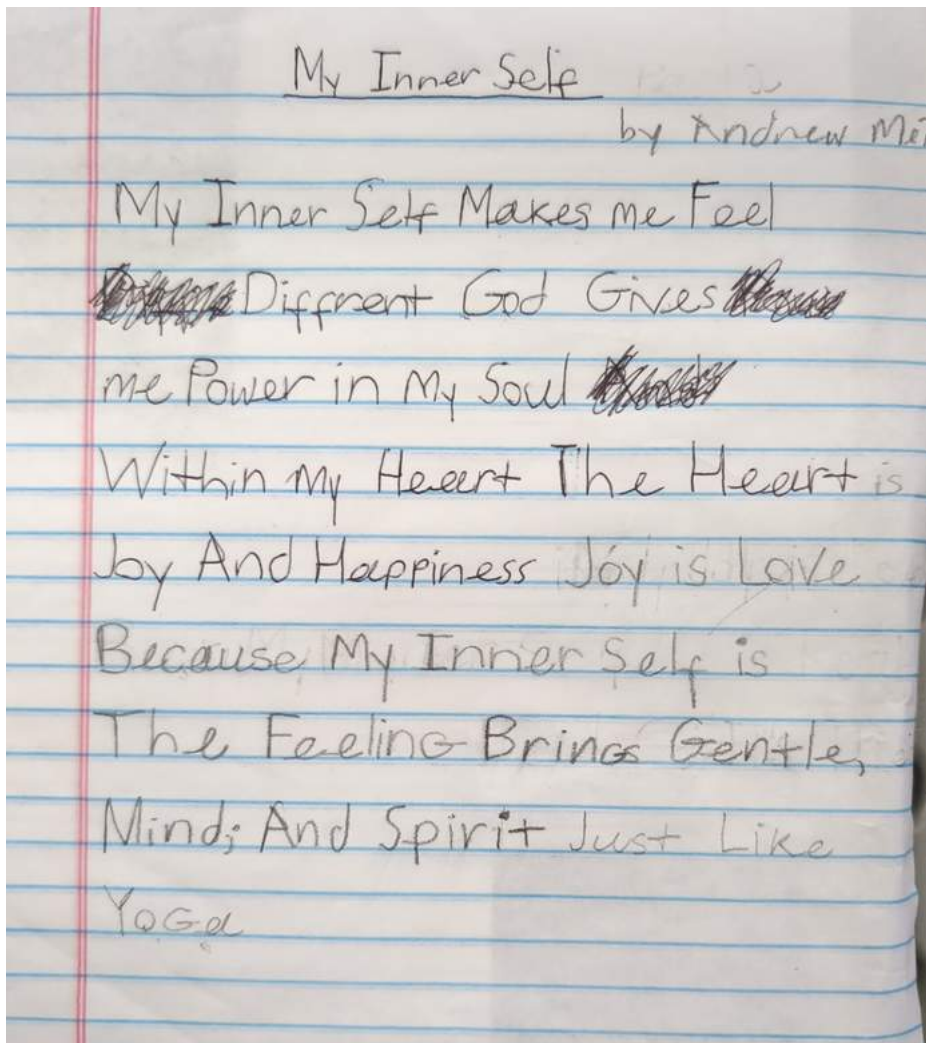 My Inner Self
by Andrew
My Inner Self Makes me Feel
Diffrent God Gives
me Power in My Soul
Within My Heeart The Heart is
Joy And Happiness Joy is Love
Because My Inner Self is
The Feeling Brings Gentle,
Mind; And Spirit Just Like
YoGa